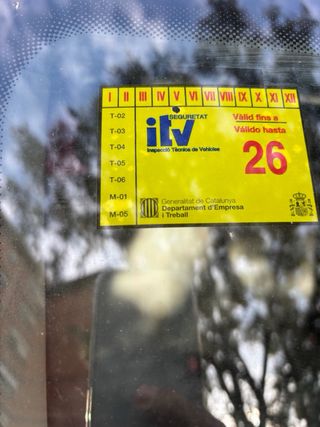 I II III IV V VI VII VIII IX X XI XII
T-02
T-03
T-04
T-05
T-06
M-01
M-05
SEGURETAT
itv
Inspecció Tècnica de Vehicles
Vàlid fins a
Válido hasta
26
Generalitat de Catalunya
Departament d'Empresa
i Treball